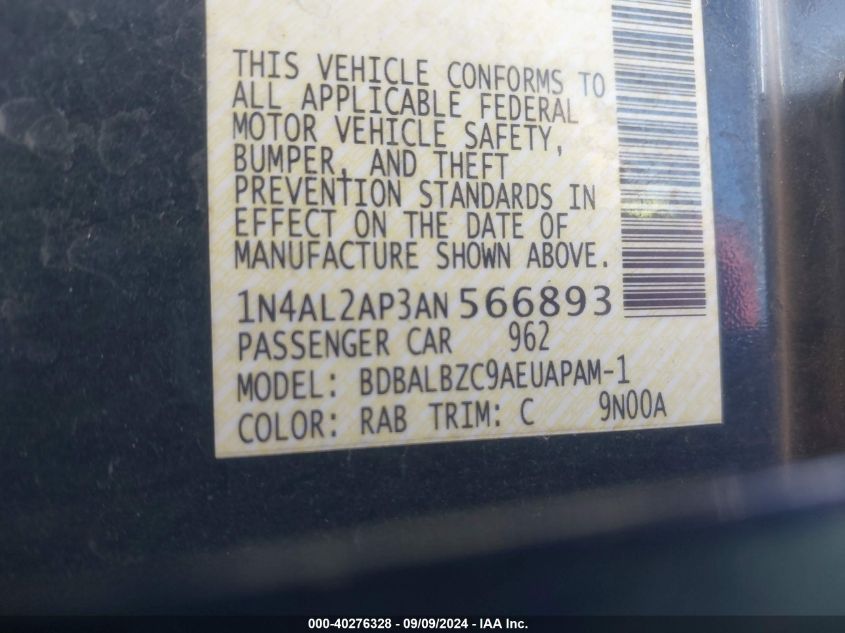 THIS VEHICLE CONFORMS TO
ALL APPLICABLE FEDERAL
MOTOR VEHICLE SAFETY,
BUMPER, AND THEFT
PREVENTION STANDARDS IN
EFFECT ON THE DATE OF
MANUFACTURE SHOWN ABOVE.
1N4AL2AP3AN566893
PASSENGER CAR 962
MODEL: BDBALBZC9AEUAPAM-1
COLOR: RAB TRIM: C 9N00A
000-40276328 - 09/09/2024 - IAA Inc.